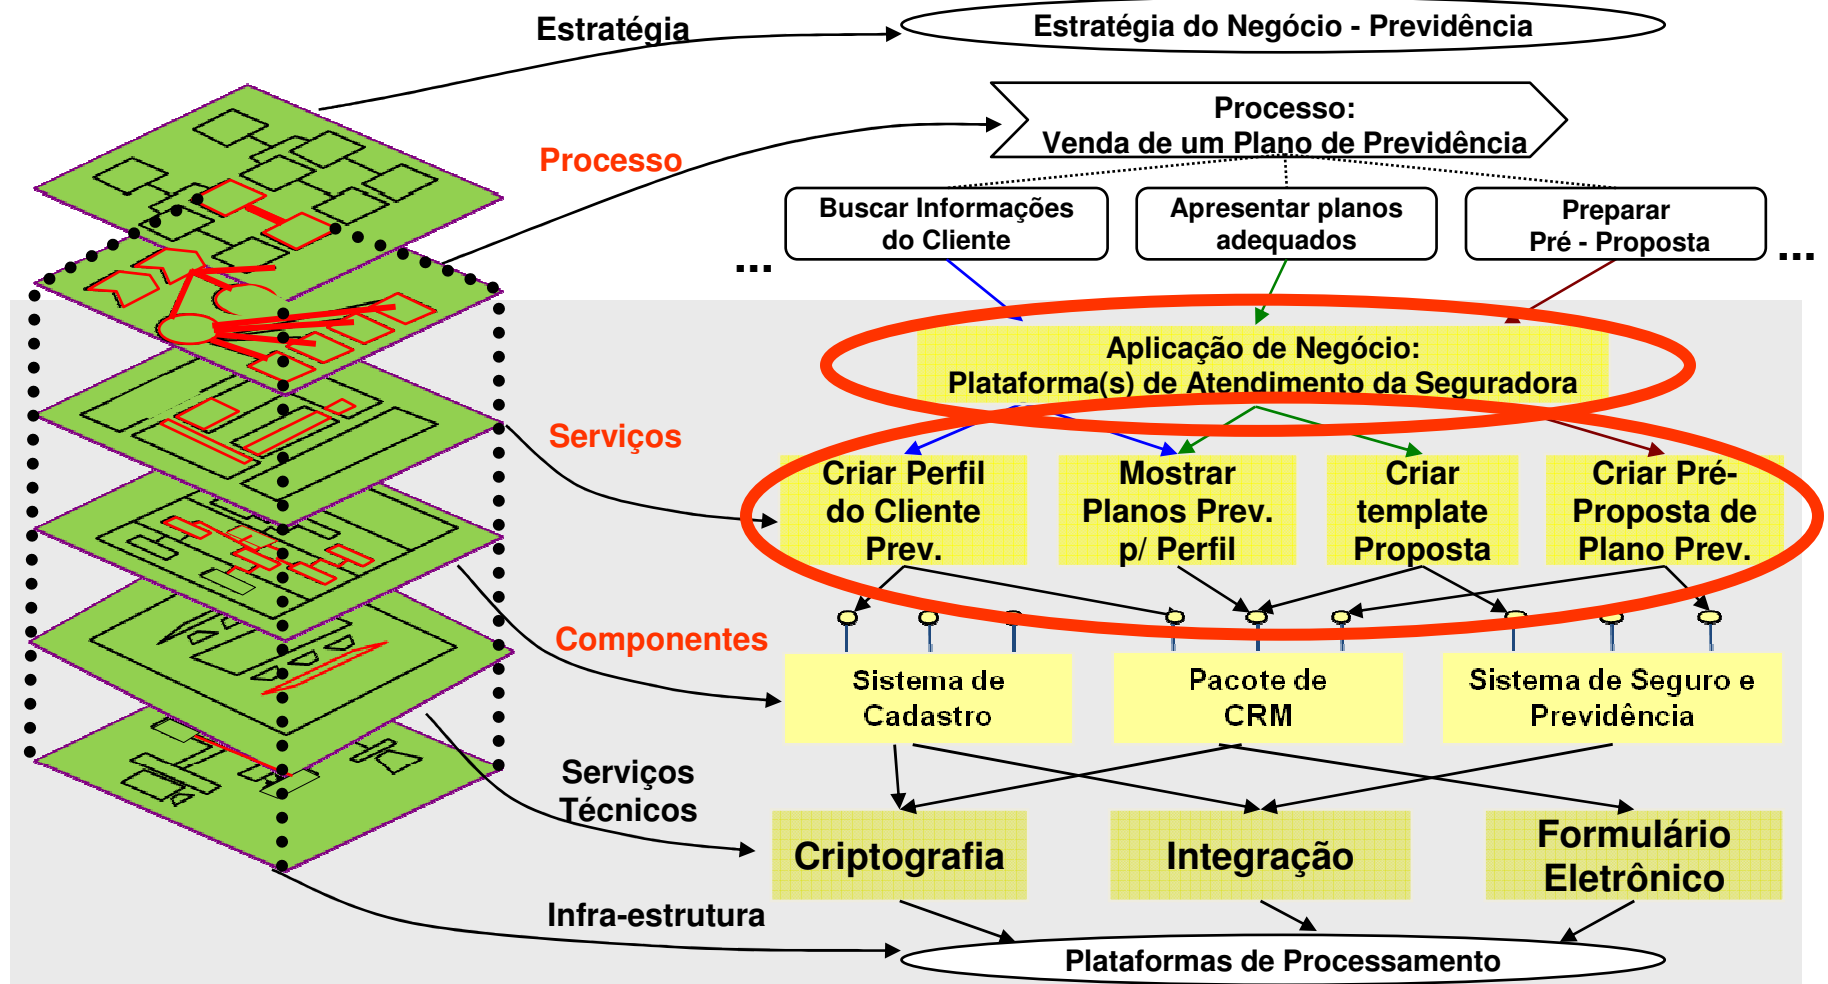 Estratégia
Estratégia do Negócio - Previdência
Processo
Processo:
Venda de um Plano de Previdência
Buscar Informações
do Cliente
Apresentar planos
adequados
Preparar
Pré - Proposta
...
...
Aplicação de Negócio:
Plataforma(s) de Atendimento da Seguradora
Serviços
Criar Perfil
do Cliente
Prev.
Mostrar
Planos Prev.
p/ Perfil
Criar
template
Proposta
Criar Pré-
Proposta de
Plano Prev.
Componentes
Sistema de
Cadastro
Pacote de
CRM
Sistema de Seguro e
Previdência
Serviços
Técnicos
Criptografia
Integração
Formulário
Eletrônico
Infra-estrutura
Plataformas de Processamento